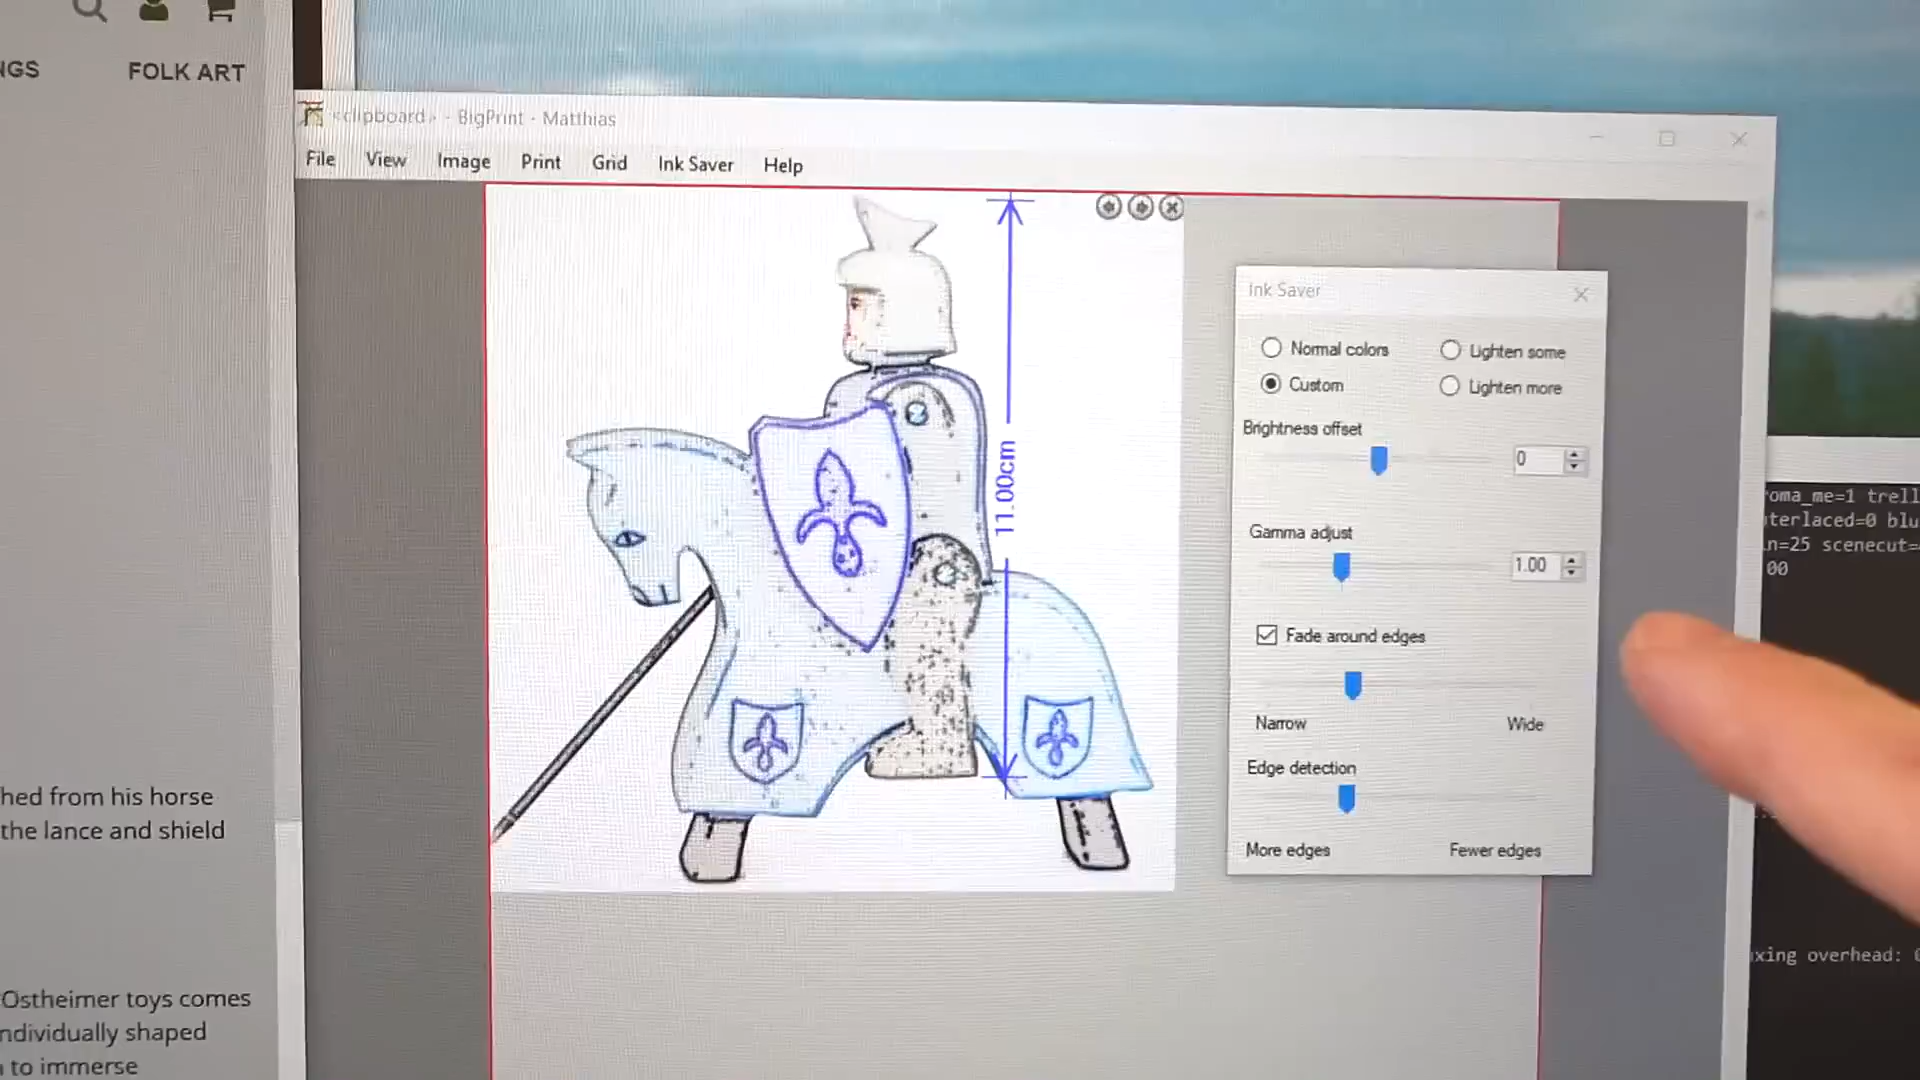 FOLK ART
<clipboard> - BigPrint - Matthias
File View Image Print Grid Ink Saver Help
11.00cm
Ink Saver
Normal colors Lighten some
Custom Lighten more
Brightness offset
0
Gamma adjust
1.00
Fade around edges
Narrow Wide
Edge detection
More edges Fewer edges
hed from his horse
the lance and shield
Ostheimer toys comes
ndividually shaped
to immerse
oma_me=1 trell
terlaced=0 blu
n=25 scenecut=
00
xing overhead: